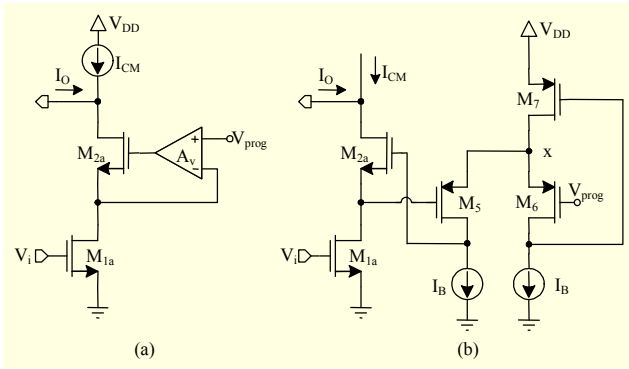 V_DD
I_CM
I_O
M_2a
A_v
+
−
V_prog
V_i
M_1a
(a)
I_O
I_CM
M_2a
V_i
M_1a
M_5
I_B
V_DD
M_7
x
M_6
V_prog
I_B
(b)